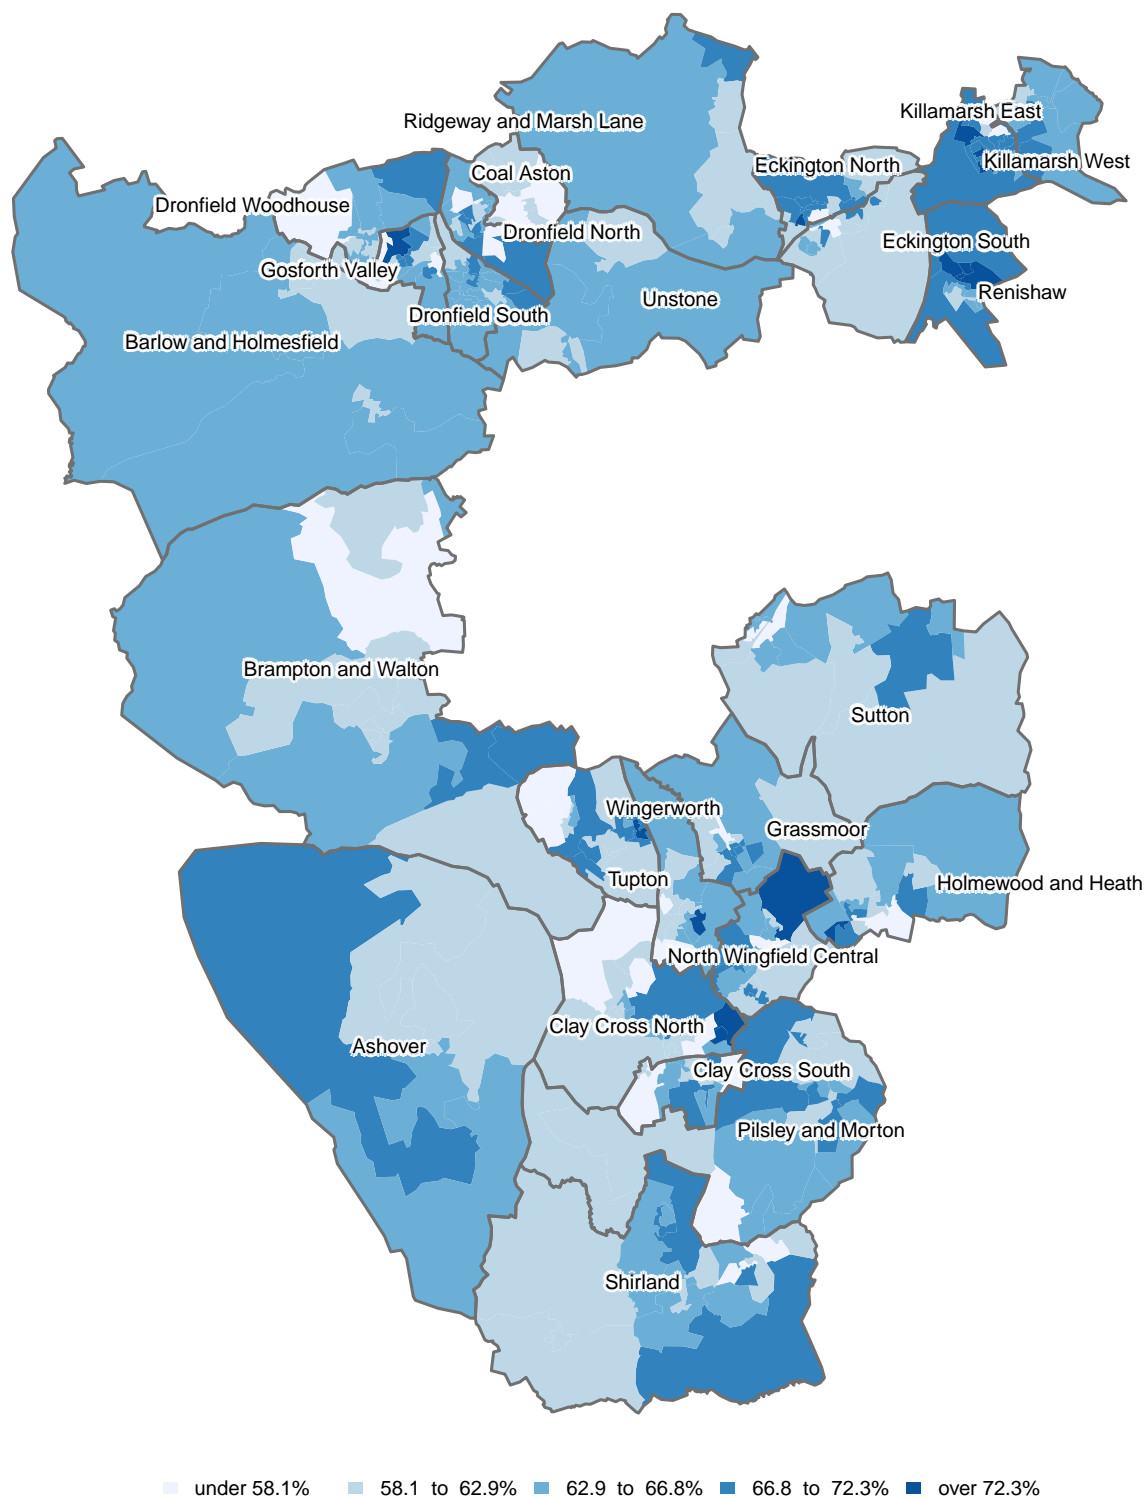 Killamarsh East
Ridgeway and Marsh Lane
Killamarsh West
Eckington North
Coal Aston
Dronfield Woodhouse
Dronfield North
Eckington South
Gosforth Valley
Renishaw
Unstone
Dronfield South
Barlow and Holmesfield
Brampton and Walton
Sutton
Wingerworth
Grassmoor
Tupton
Holmewood and Heath
North Wingfield Central
Clay Cross North
Ashover
Clay Cross South
Pilsley and Morton
Shirland
under 58.1% 58.1 to 62.9% 62.9 to 66.8% 66.8 to 72.3% over 72.3%